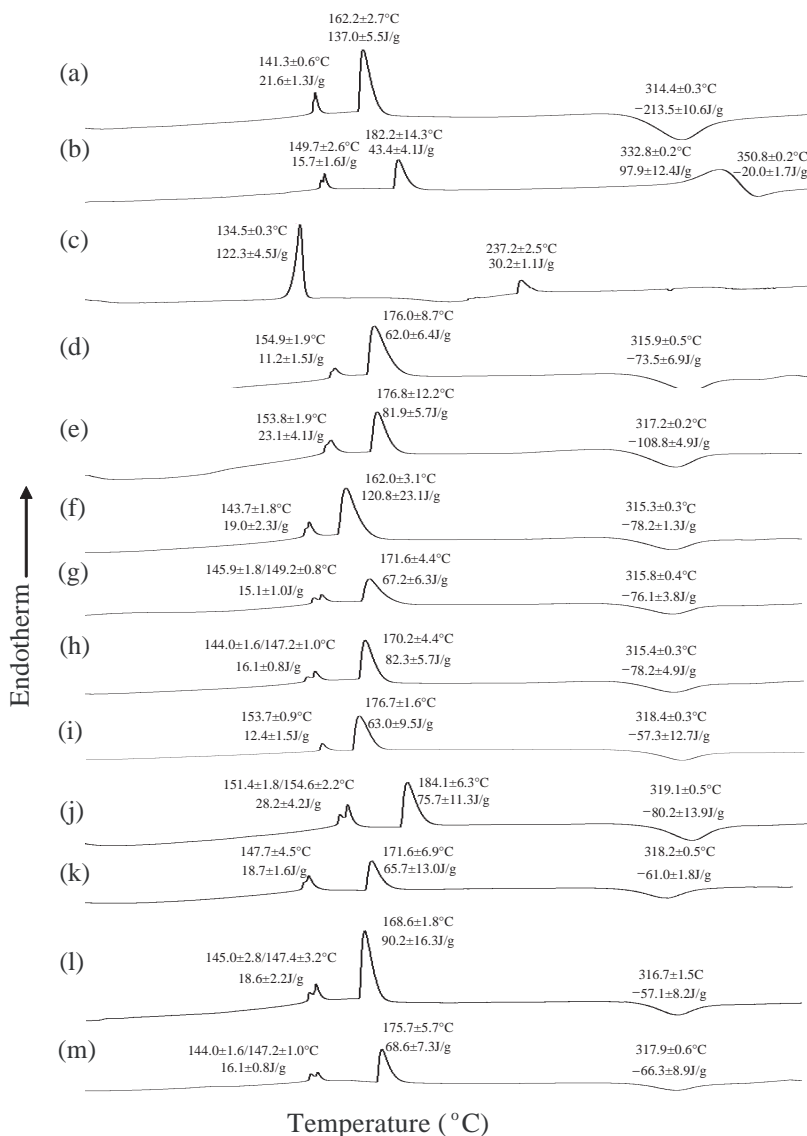 162.2±2.7°C
137.0±5.5J/g
141.3±0.6°C
21.6±1.3J/g
314.4±0.3°C
−213.5±10.6J/g
(a)
182.2±14.3°C
43.4±4.1J/g
149.7±2.6°C
15.7±1.6J/g
332.8±0.2°C
97.9±12.4J/g
350.8±0.2°C
−20.0±1.7J/g
(b)
134.5±0.3°C
122.3±4.5J/g
237.2±2.5°C
30.2±1.1J/g
(c)
176.0±8.7°C
62.0±6.4J/g
154.9±1.9°C
11.2±1.5J/g
315.9±0.5°C
−73.5±6.9J/g
(d)
176.8±12.2°C
81.9±5.7J/g
153.8±1.9°C
23.1±4.1J/g
317.2±0.2°C
−108.8±4.9J/g
(e)
162.0±3.1°C
120.8±23.1J/g
143.7±1.8°C
19.0±2.3J/g
315.3±0.3°C
−78.2±1.3J/g
(f)
171.6±4.4°C
67.2±6.3J/g
145.9±1.8/149.2±0.8°C
15.1±1.0J/g
315.8±0.4°C
−76.1±3.8J/g
(g)
170.2±4.4°C
82.3±5.7J/g
144.0±1.6/147.2±1.0°C
16.1±0.8J/g
315.4±0.3°C
−78.2±4.9J/g
(h)
176.7±1.6°C
63.0±9.5J/g
153.7±0.9°C
12.4±1.5J/g
318.4±0.3°C
−57.3±12.7J/g
(i)
184.1±6.3°C
75.7±11.3J/g
151.4±1.8/154.6±2.2°C
28.2±4.2J/g
319.1±0.5°C
−80.2±13.9J/g
(j)
171.6±6.9°C
65.7±13.0J/g
147.7±4.5°C
18.7±1.6J/g
318.2±0.5°C
−61.0±1.8J/g
(k)
168.6±1.8°C
90.2±16.3J/g
145.0±2.8/147.4±3.2°C
18.6±2.2J/g
316.7±1.5C
−57.1±8.2J/g
(l)
175.7±5.7°C
68.6±7.3J/g
144.0±1.6/147.2±1.0°C
16.1±0.8J/g
317.9±0.6°C
−66.3±8.9J/g
(m)
Endotherm
Temperature (°C)